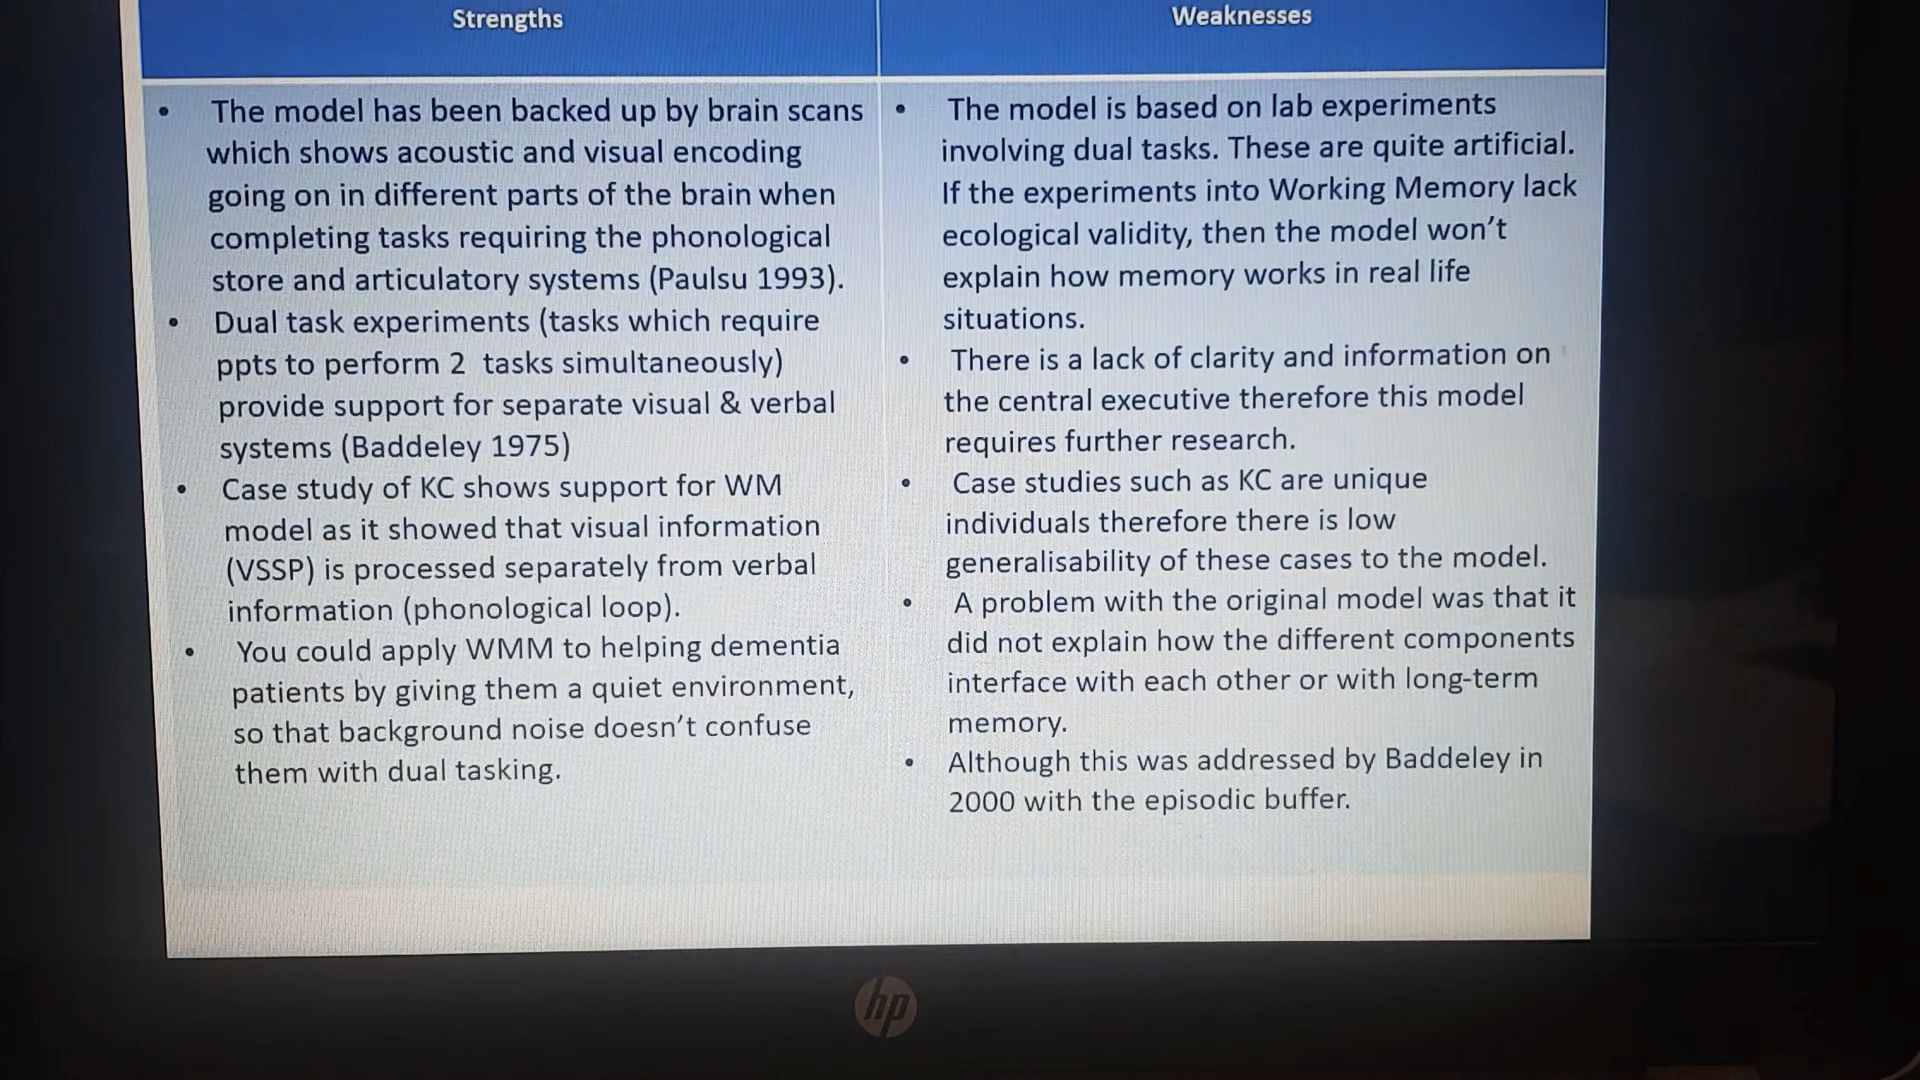 Strengths
Weaknesses
• The model has been backed up by brain scans
which shows acoustic and visual encoding
going on in different parts of the brain when
completing tasks requiring the phonological
store and articulatory systems (Paulsu 1993).
• Dual task experiments (tasks which require
ppts to perform 2 tasks simultaneously)
provide support for separate visual & verbal
systems (Baddeley 1975)
• Case study of KC shows support for WM
model as it showed that visual information
(VSSP) is processed separately from verbal
information (phonological loop).
• You could apply WMM to helping dementia
patients by giving them a quiet environment,
so that background noise doesn't confuse
them with dual tasking.
• The model is based on lab experiments
involving dual tasks. These are quite artificial.
If the experiments into Working Memory lack
ecological validity, then the model won't
explain how memory works in real life
situations.
• There is a lack of clarity and information on
the central executive therefore this model
requires further research.
• Case studies such as KC are unique
individuals therefore there is low
generalisability of these cases to the model.
• A problem with the original model was that it
did not explain how the different components
interface with each other or with long-term
memory.
• Although this was addressed by Baddeley in
2000 with the episodic buffer.
hp